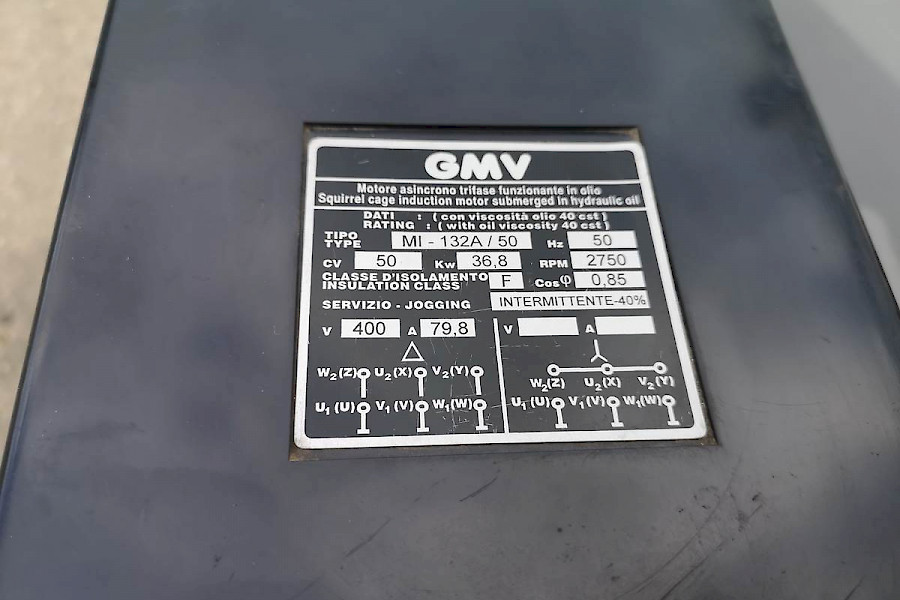 GMV
Motore asincrono trifase funzionante in olio
Squirrel cage induction motor submerged in hydraulic oil
DATI : ( con viscosità olio 40 cst )
RATING : ( with oil viscosity 40 cst )
TIPO
TYPE MI - 132A / 50 Hz 50
CV 50 Kw 36,8 RPM 2750
CLASSE D'ISOLAMENTO
INSULATION CLASS F Cosφ 0,85
SERVIZIO - JOGGING INTERMITTENTE-40%
V 400 A 79,8 V A
W2(Z) U2(X) V2(Y) W2(Z) U2(X) V2(Y)
U1(U) V1(V) W1(W) U1(U) V1(V) W1(W)